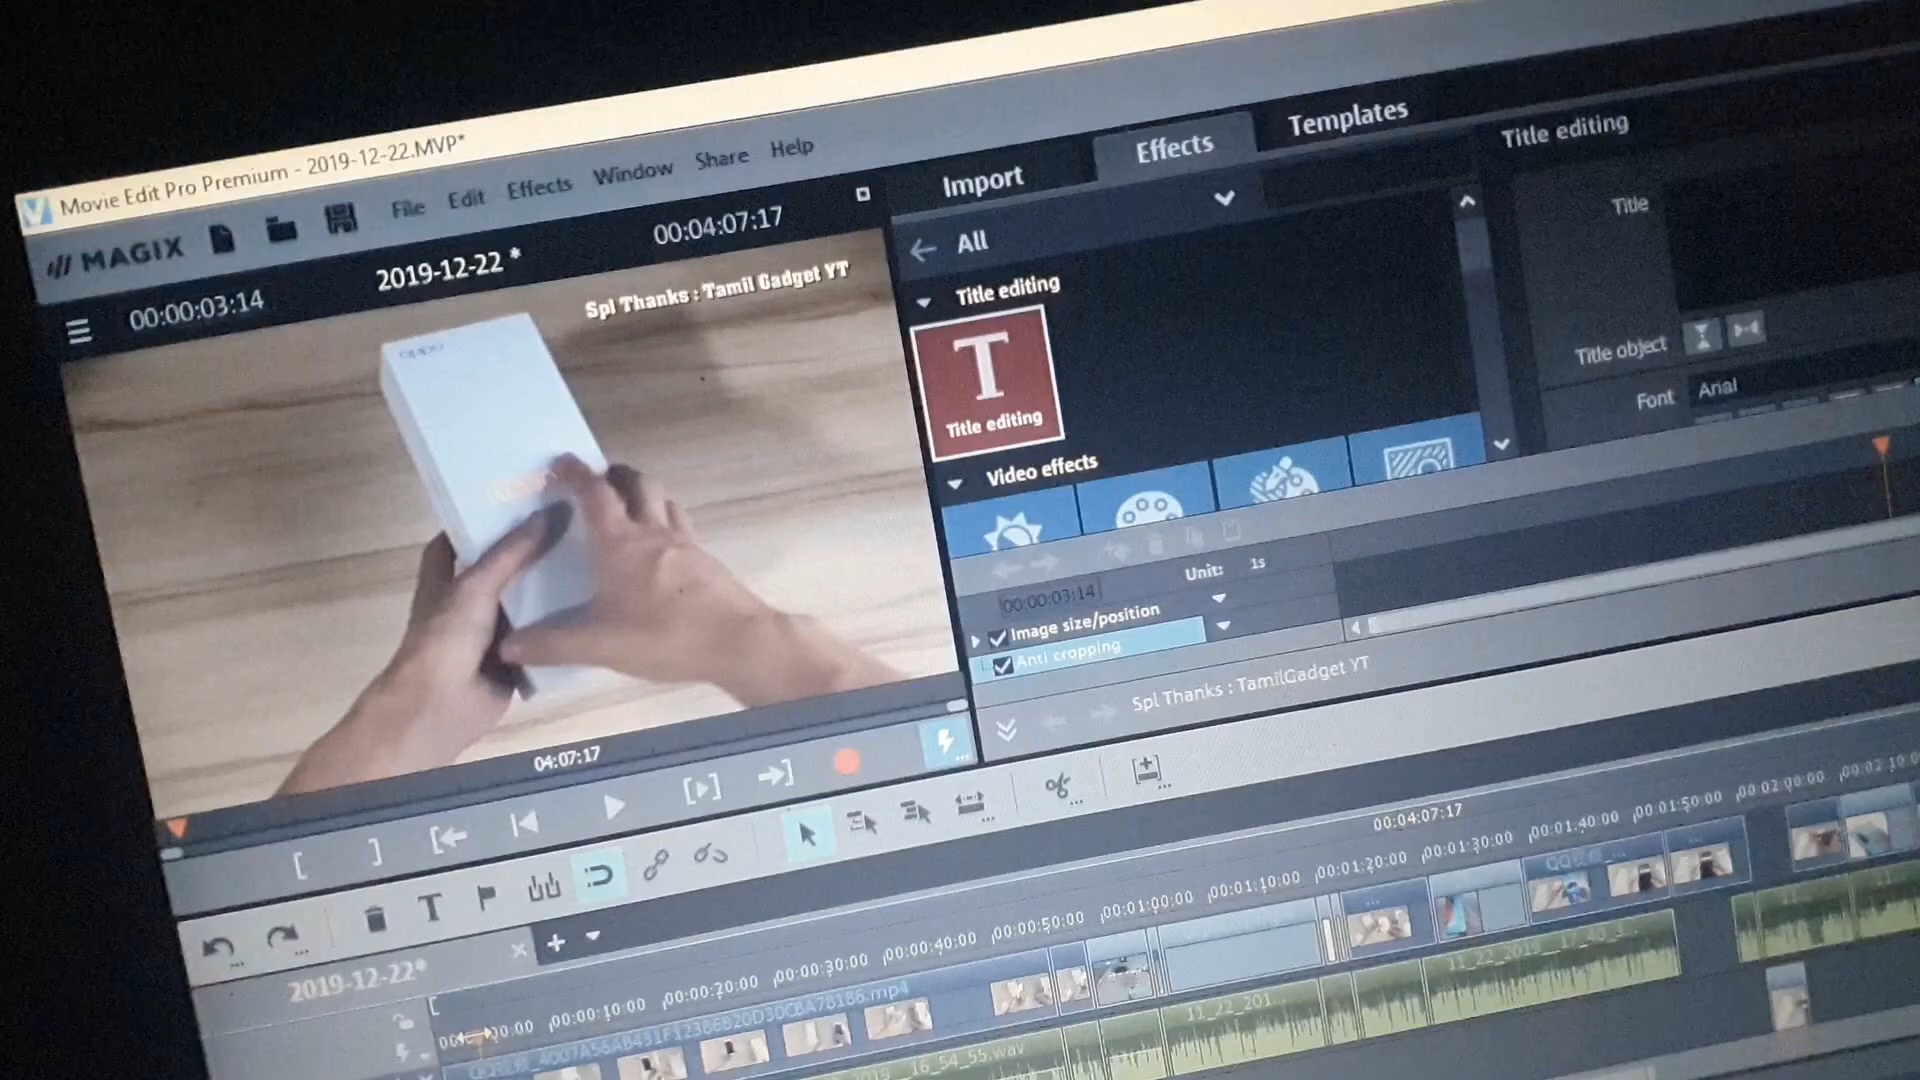 Movie Edit Pro Premium - 2019-12-22.MVP*
MAGIX
File Edit Effects Window Share Help
00:00:03:14
2019-12-22 *
00:04:07:17
oppo
Spl Thanks : Tamil Gadget YT
04:07:17
Import
Effects
Templates
All
Title editing
T
Title editing
Video effects
Title editing
Title
Title object
Font Arial
Unit: 1s
00:00:03:14
Image size/position
Anti cropping
Spl Thanks : TamilGadget YT
T
2019-12-22*
00:04:07:17
00:00:10:00 00:00:20:00 00:00:30:00 00:00:40:00 00:00:50:00 00:01:00:00 00:01:10:00 00:01:20:00 00:01:30:00 00:01:40:00 00:01:50:00 00:02:00:00
11_22_201...
_16_54_55.wav